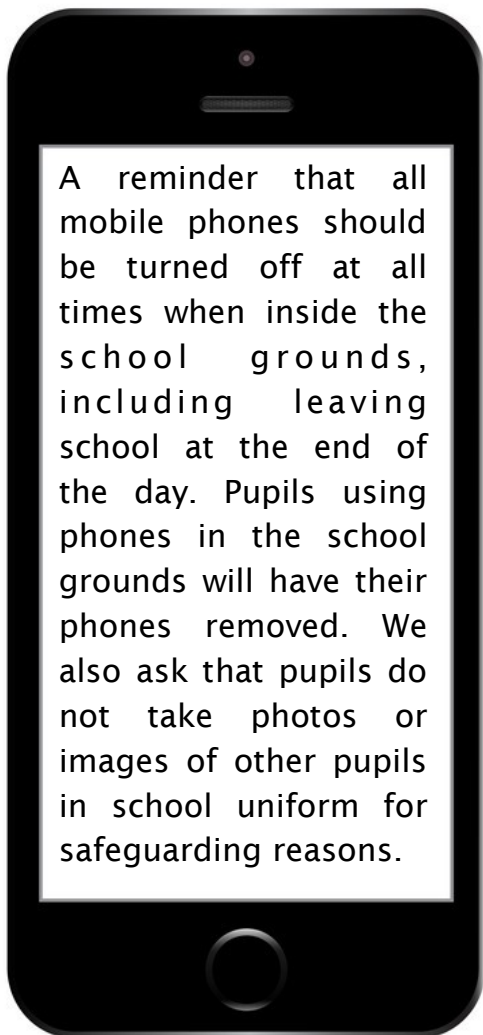 A reminder that all
mobile phones should
be turned off at all
times when inside the
school grounds,
including leaving
school at the end of
the day. Pupils using
phones in the school
grounds will have their
phones removed. We
also ask that pupils do
not take photos or
images of other pupils
in school uniform for
safeguarding reasons.